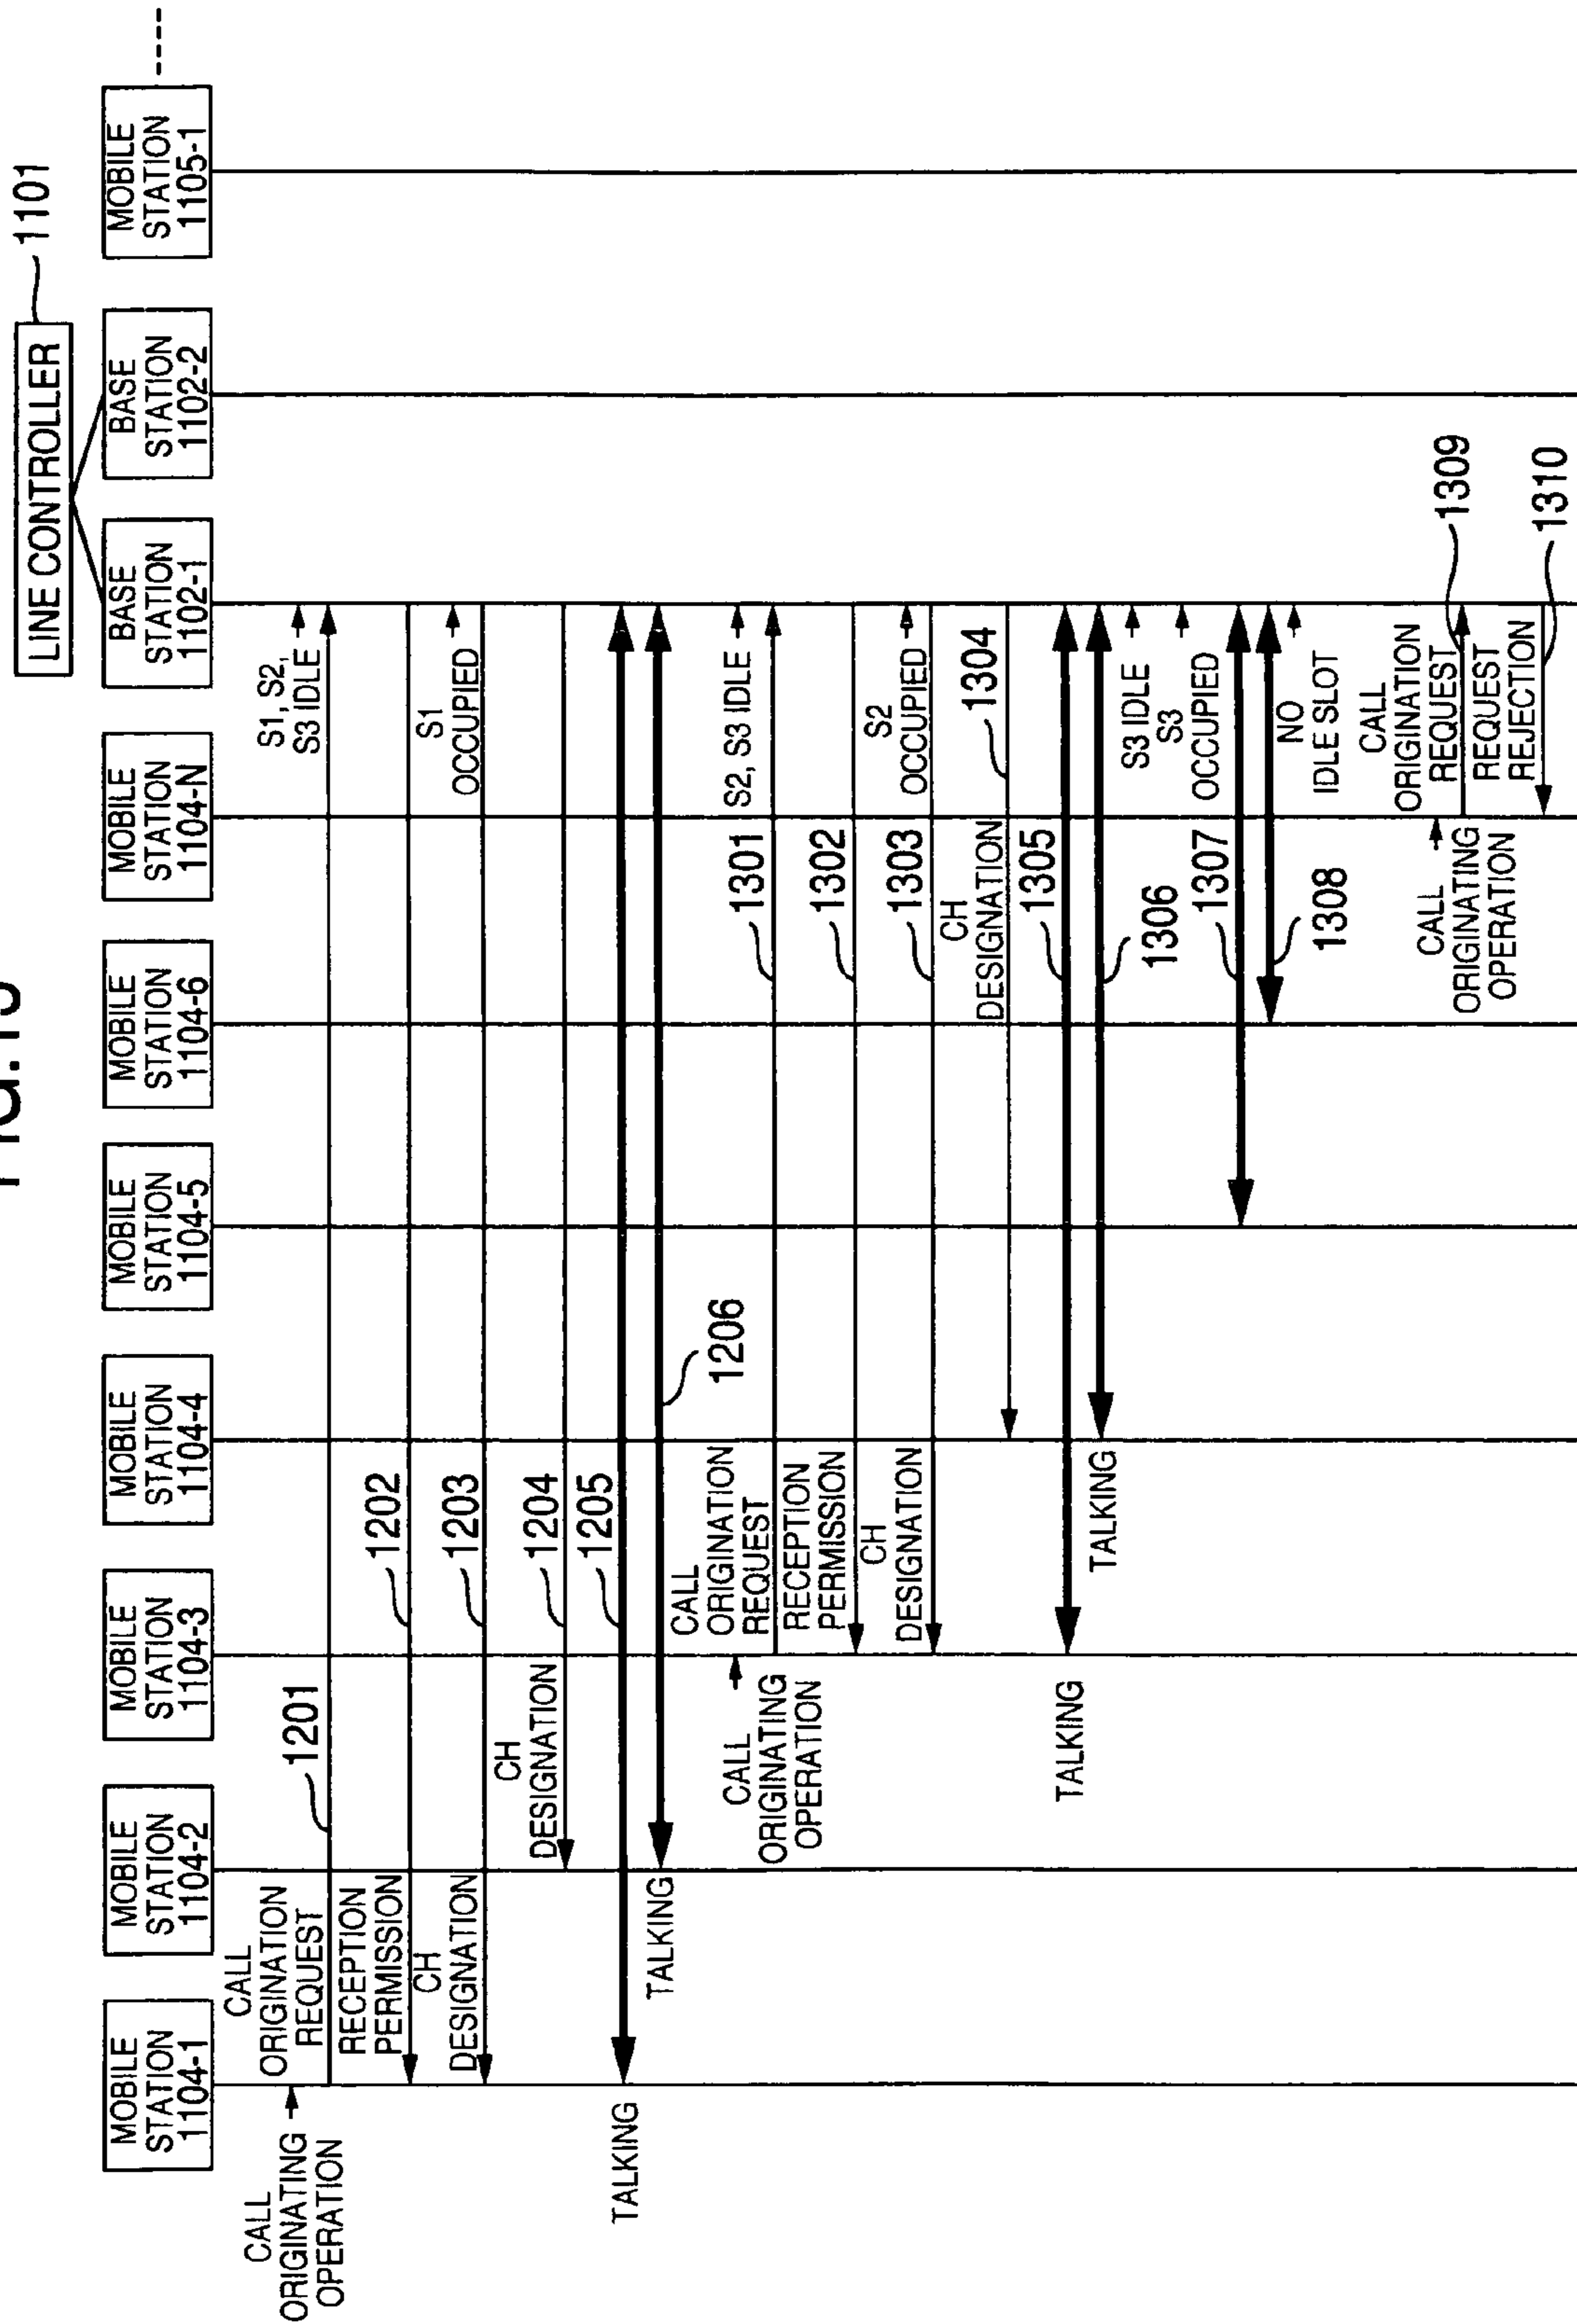 LINE CONTROLLER
1101
MOBILE
STATION
1104-1
MOBILE
STATION
1104-2
MOBILE
STATION
1104-3
MOBILE
STATION
1104-4
MOBILE
STATION
1104-5
MOBILE
STATION
1104-6
MOBILE
STATION
1104-N
BASE
STATION
1102-1
BASE
STATION
1102-2
MOBILE
STATION
1105-1
CALL
ORIGINATING
OPERATION
CALL
ORIGINATION
REQUEST
1201
S1, S2,
S3 IDLE
RECEPTION
PERMISSION
1202
S1
OCCUPIED
CH
DESIGNATION
1203
CH
DESIGNATION
1204
TALKING
1205
TALKING
1206
CALL
ORIGINATING
OPERATION
CALL
ORIGINATION
REQUEST
1301
S2, S3 IDLE
RECEPTION
PERMISSION
1302
S2
OCCUPIED
CH
DESIGNATION
1303
CH
DESIGNATION
1304
TALKING
1305
TALKING
1306
S3 IDLE
S3
OCCUPIED
1307
1308
NO
IDLE SLOT
CALL
ORIGINATING
OPERATION
CALL
ORIGINATION
REQUEST
1309
REQUEST
REJECTION
1310